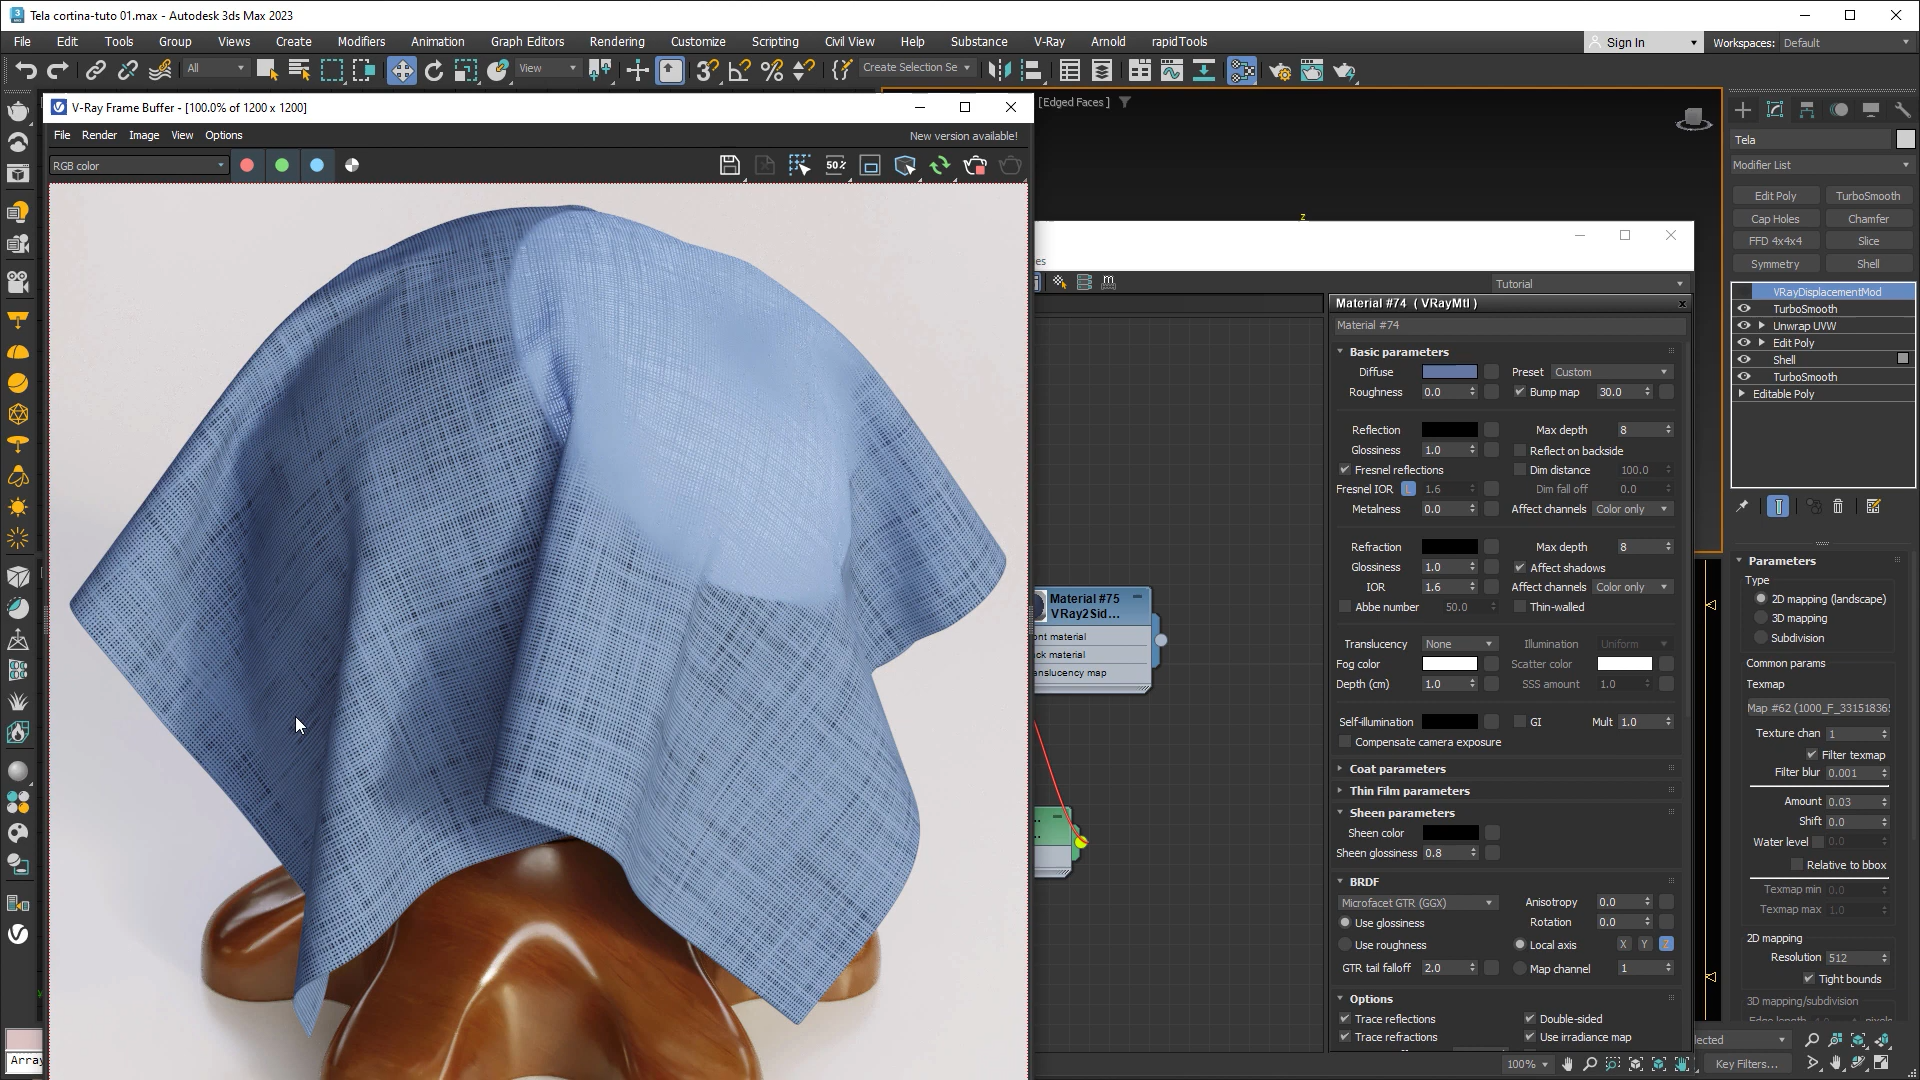 Tela cortina-tuto 01.max - Autodesk 3ds Max 2023
File Edit Tools Group Views Create Modifiers Animation Graph Editors Rendering Customize Scripting Civil View Help Substance V-Ray Arnold rapidTools
Sign In Workspaces: Default
All View Create Selection Se
V-Ray Frame Buffer - [100.0% of 1200 x 1200]
[Edged Faces ]
File Render Image View Options New version available!
RGB color
50%
z
Tutorial
Material #74 ( VRayMtl )
Material #74
Basic parameters
Diffuse Preset Custom
Roughness 0.0 Bump map 30.0
Reflection Max depth 8
Glossiness 1.0 Reflect on backside
Fresnel reflections Dim distance 100.0
Fresnel IOR L 1.6 Dim fall off 0.0
Metalness 0.0 Affect channels Color only
Refraction Max depth 8
Glossiness 1.0 Affect shadows
IOR 1.6 Affect channels Color only
Abbe number 50.0 Thin-walled
Translucency None Illumination Uniform
Fog color Scatter color
Depth (cm) 1.0 SSS amount 1.0
Self-illumination GI Mult 1.0
Compensate camera exposure
Coat parameters
Thin Film parameters
Sheen parameters
Sheen color
Sheen glossiness 0.8
BRDF
Microfacet GTR (GGX) Anisotropy 0.0
Use glossiness Rotation 0.0
Use roughness Local axis X Y Z
GTR tail falloff 2.0 Map channel 1
Options
Trace reflections Double-sided
Trace refractions Use irradiance map
Material #75
VRay2Sid...
ont material
ck material
anslucency map
Tela
Modifier List
Edit Poly TurboSmooth
Cap Holes Chamfer
FFD 4x4x4 Slice
Symmetry Shell
VRayDisplacementMod
TurboSmooth
Unwrap UVW
Edit Poly
Shell
TurboSmooth
Editable Poly
Parameters
Type
2D mapping (landscape)
3D mapping
Subdivision
Common params
Texmap
Map #62 (1000_F_33151836
Texture chan 1
Filter texmap
Filter blur 0.001
Amount 0.03
Shift 0.0
Water level 0.0
Relative to bbox
Texmap min 0.0
Texmap max 1.0
2D mapping
Resolution 512
Tight bounds
3D mapping/subdivision
lected
100% Key Filters...
Array